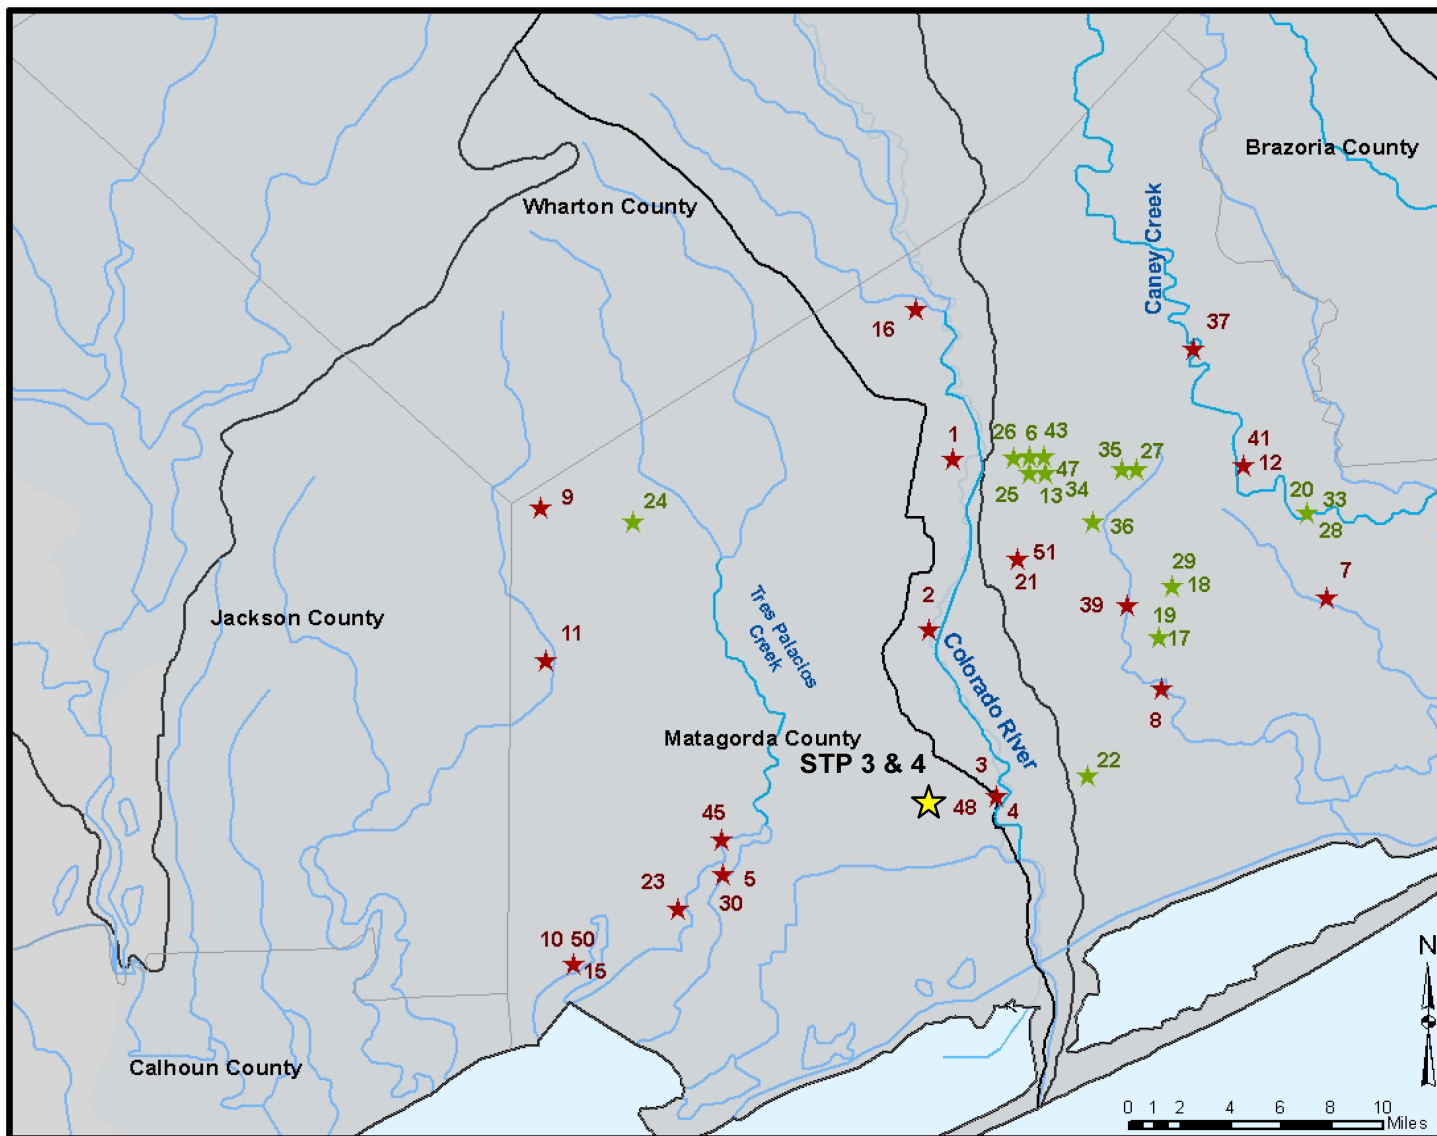 Brazoria County
Wharton County
Caney Creek
16
37
1
26 6 43
35 27
41
12
47
25 13 34
9
24
20 33
28
36
51
21
29
18
7
2
39
19
17
Jackson County
11
Tres Palacios
Creek
Colorado River
8
Matagorda County
STP 3 & 4
3
22
48
4
45
23
5
30
10 50
15
N
Calhoun County
0 1 2 4 6 8 10
Miles